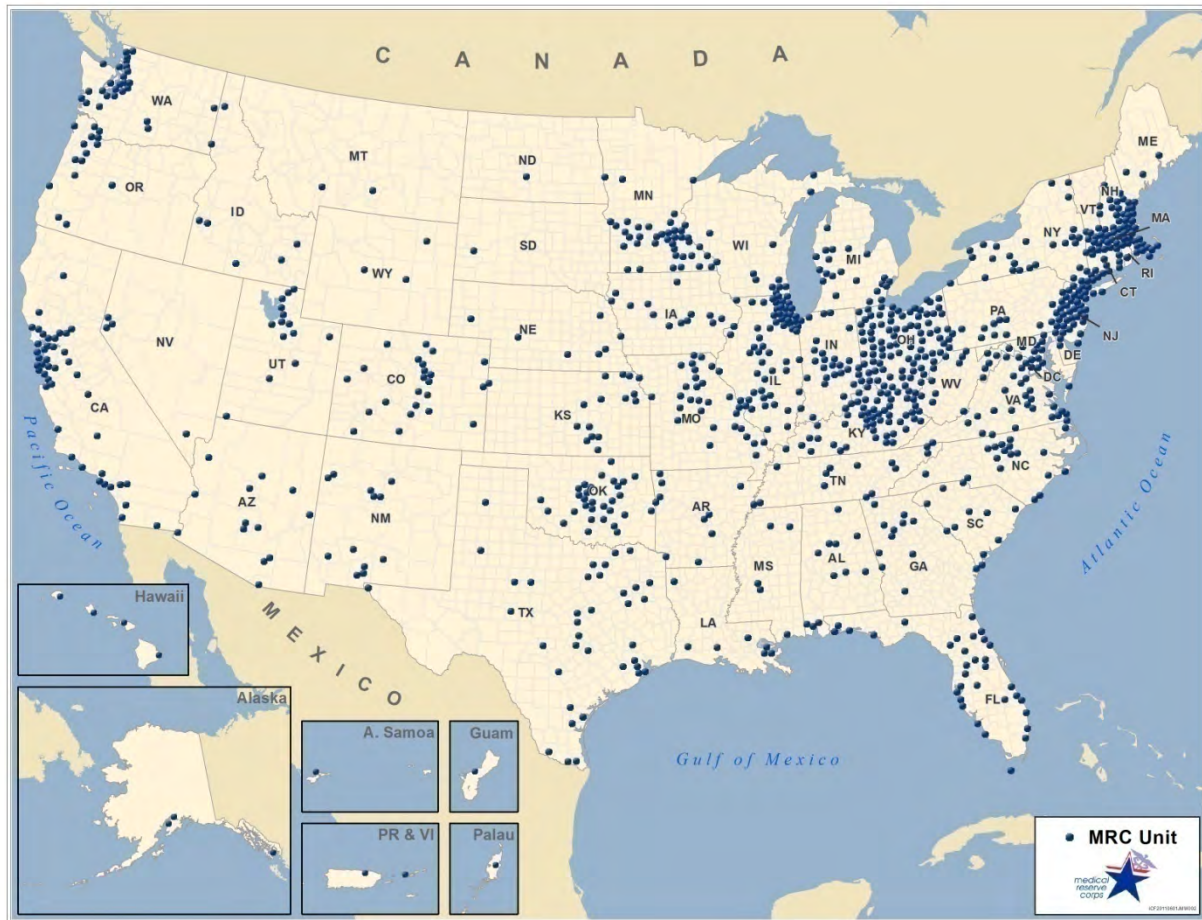 CANADA
WA
MT
ND
MN
ME
OR
ID
SD
WI
MI
NY
VT
NH
MA
RI
CT
WY
NE
IA
PA
NJ
NV
UT
CO
KS
MO
IL
IN
OH
WV
MD
DE
DC
VA
CA
KY
AZ
NM
OK
AR
TN
NC
SC
TX
LA
MS
AL
GA
FL
Pacific Ocean
Atlantic Ocean
Gulf of Mexico
MEXICO
Hawaii
Alaska
A. Samoa
Guam
PR & VI
Palau
MRC Unit
medical
reserve
corps